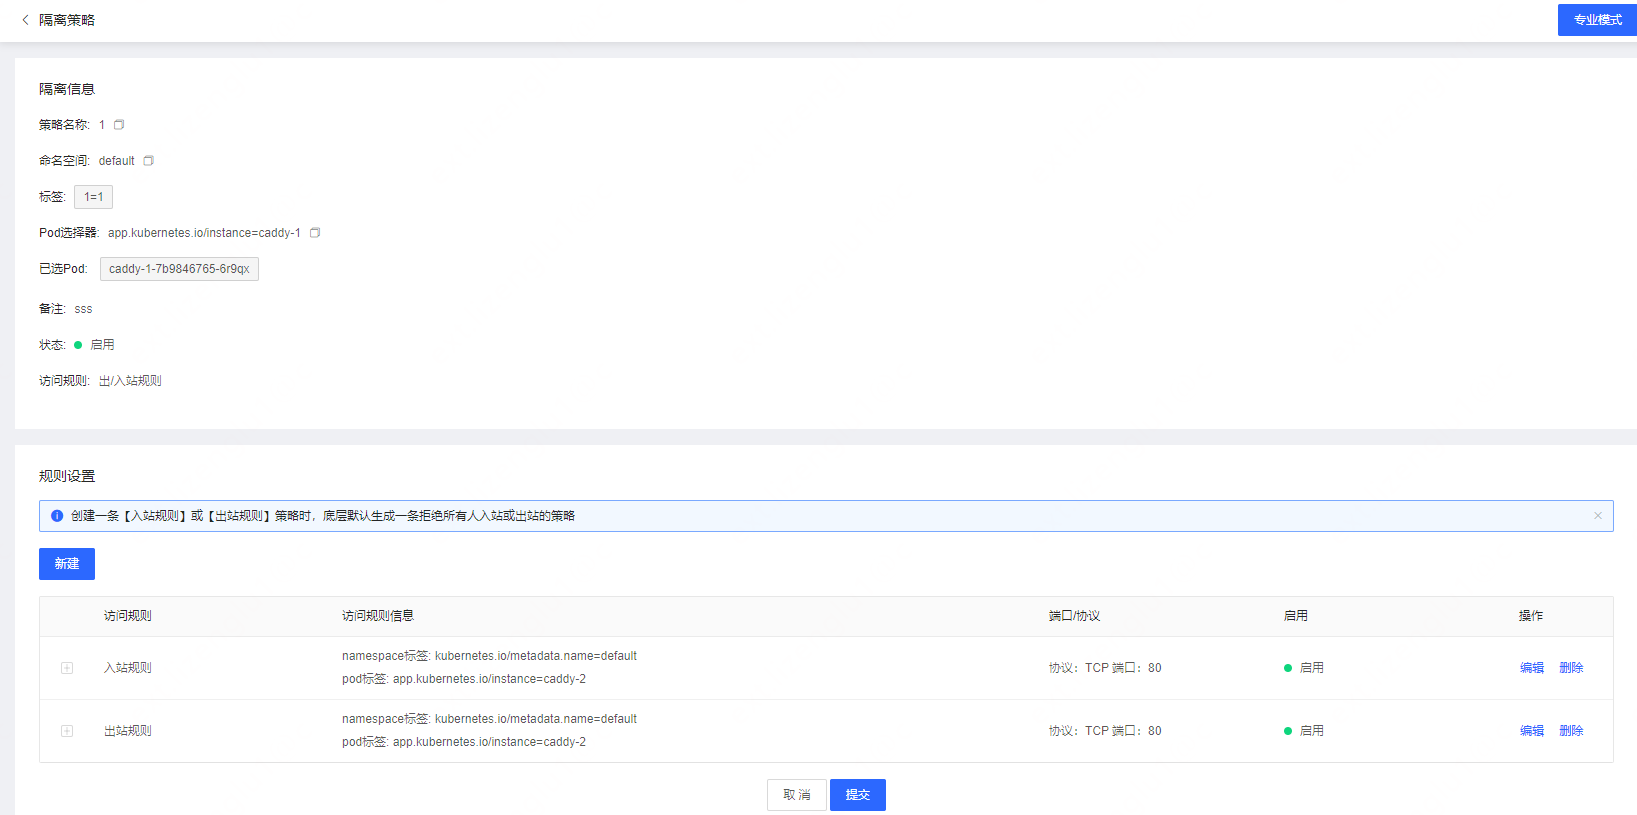 隔离策略
专业模式
隔离信息
策略名称: 1
命名空间: default
标签: 1=1
Pod选择器: app.kubernetes.io/instance=caddy-1
已选Pod: caddy-1-7b9846765-6r9qx
备注: sss
状态: 启用
访问规则: 出/入站规则
规则设置
创建一条【入站规则】或【出站规则】策略时，底层默认生成一条拒绝所有人入站或出站的策略
新建
访问规则 访问规则信息 端口/协议 启用 操作
入站规则 namespace标签: kubernetes.io/metadata.name=default
pod标签: app.kubernetes.io/instance=caddy-2
协议：TCP 端口：80 启用 编辑 删除
出站规则 namespace标签: kubernetes.io/metadata.name=default
pod标签: app.kubernetes.io/instance=caddy-2
协议：TCP 端口：80 启用 编辑 删除
取 消 提交